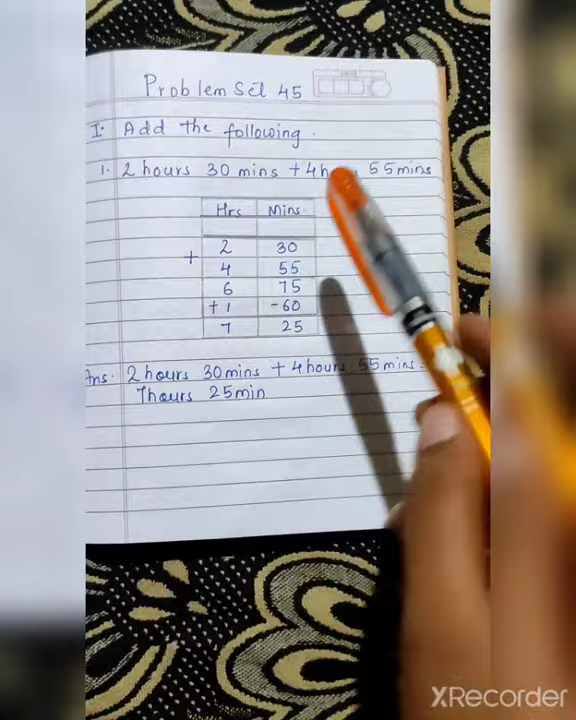 Problem Set 45
I. Add the following.
1. 2 hours 30 mins + 4 h 55 mins
Hrs Mins.
+ 2 30
4 55
6 75
+ 1 - 60
7 25
Ans. 2 hours 30 mins + 4 hours 55 mins =
7 hours 25 min
XRecorder